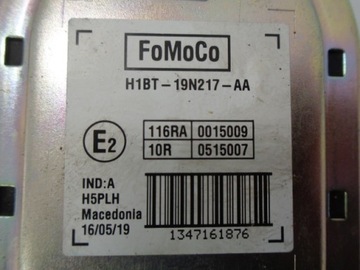 FoMoCo
H1BT-19N217-AA
E2
116RA 0015009
10R 0515007
IND:A
H5PLH
Macedonia
16/05/19
1347161876